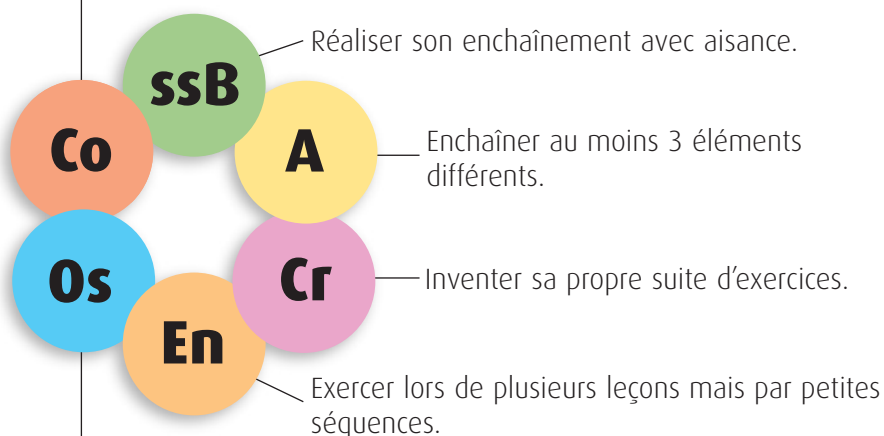 ssB
Réaliser son enchaînement avec aisance.
Co
A
Enchaîner au moins 3 éléments
différents.
Os
Cr
Inventer sa propre suite d’exercices.
En
Exercer lors de plusieurs leçons mais par petites
séquences.